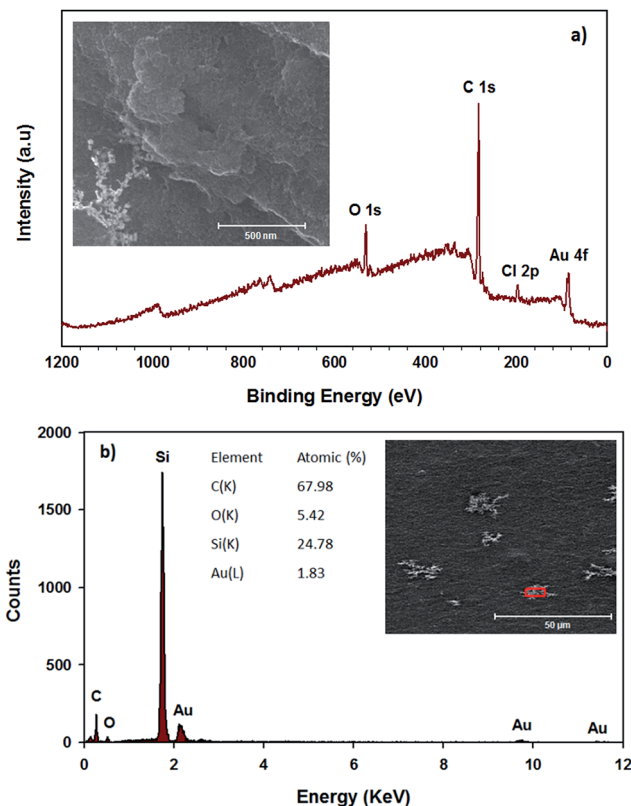 a)
C 1s
O 1s
Cl 2p
Au 4f
500 nm
Intensity (a.u)
1200 1000 800 600 400 200 0
Binding Energy (eV)
b)
2000
1500
1000
500
0
Si
Element Atomic (%)
C(K) 67.98
O(K) 5.42
Si(K) 24.78
Au(L) 1.83
50 µm
Counts
C
O
Au
Au
Au
0 2 4 6 8 10 12
Energy (KeV)